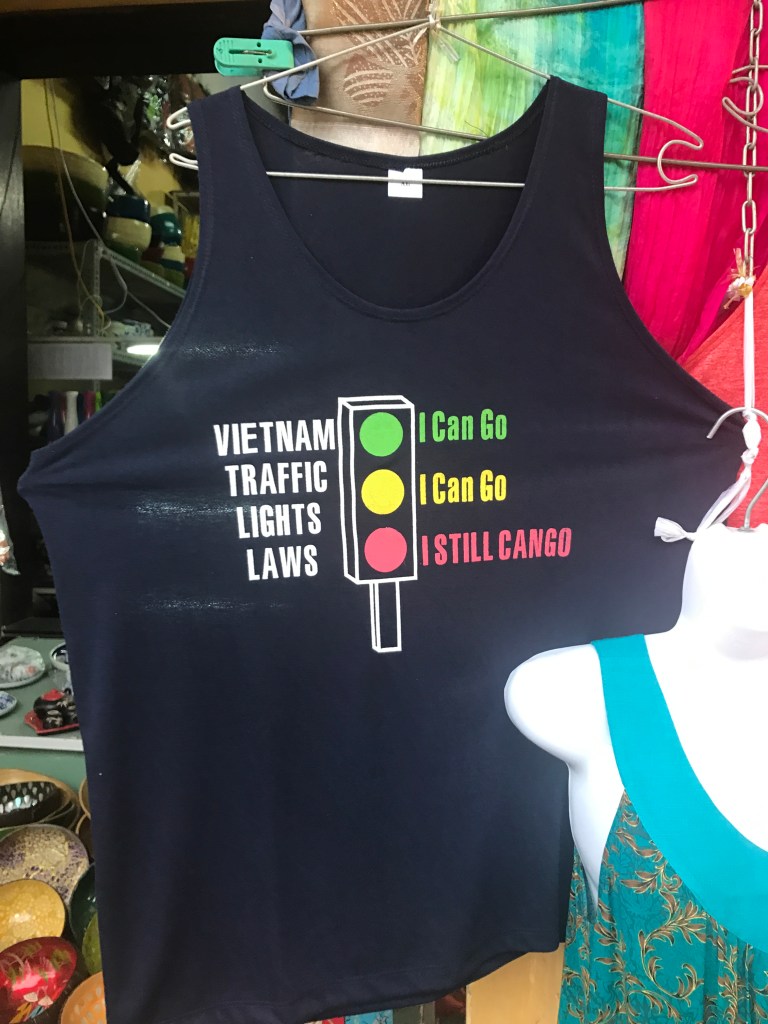 VIETNAM
TRAFFIC
LIGHTS
LAWS
I Can Go
I Can Go
I STILL CANGO